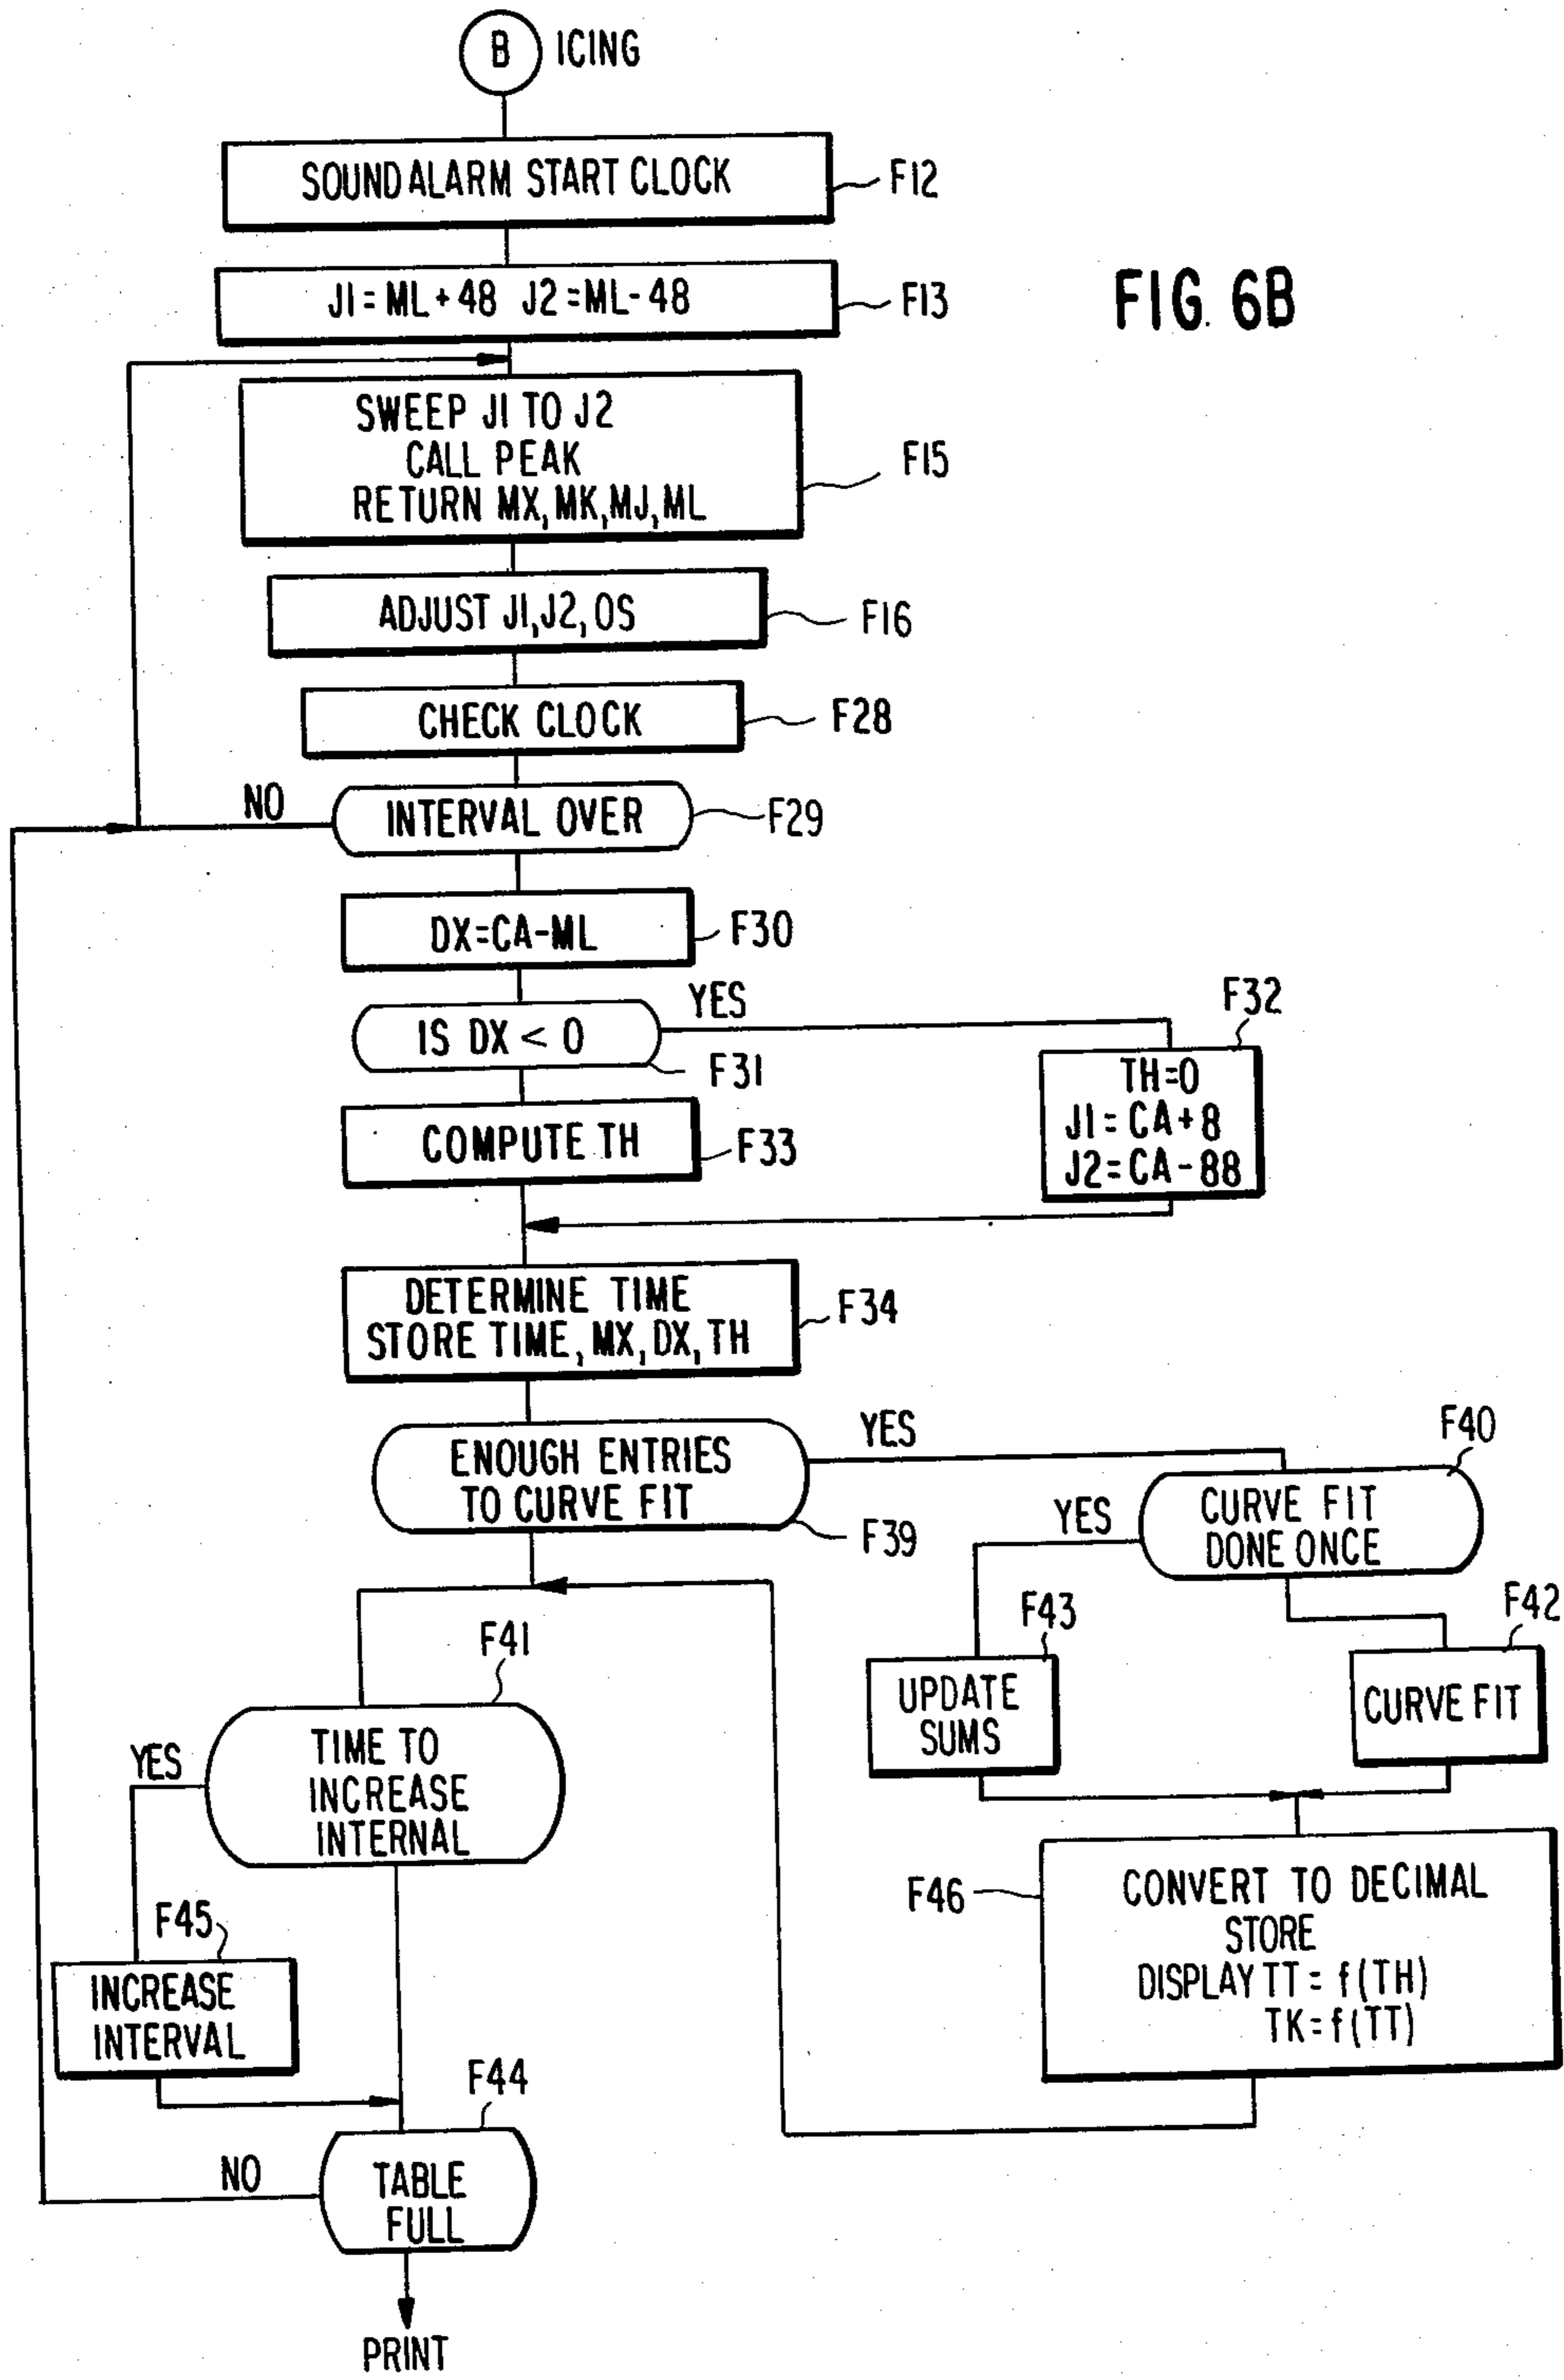 B ICING
SOUND ALARM START CLOCK
F12
J1=ML+48 J2=ML-48
F13
FIG. 6B
SWEEP J1 TO J2
CALL PEAK
RETURN MX, MK, MJ, ML
F15
ADJUST J1, J2, OS
F16
CHECK CLOCK
F28
NO
INTERVAL OVER
F29
DX=CA-ML
F30
IS DX < 0
YES
F31
F32
TH=0
J1=CA+8
J2=CA-88
COMPUTE TH
F33
DETERMINE TIME
STORE TIME, MX, DX, TH
F34
ENOUGH ENTRIES
TO CURVE FIT
YES
F39
F40
CURVE FIT
DONE ONCE
YES
F43
UPDATE
SUMS
F42
CURVE FIT
F41
TIME TO
INCREASE
INTERNAL
YES
F45
INCREASE
INTERVAL
F46
CONVERT TO DECIMAL
STORE
DISPLAY TT = f(TH)
TK=f(TT)
F44
NO
TABLE
FULL
PRINT